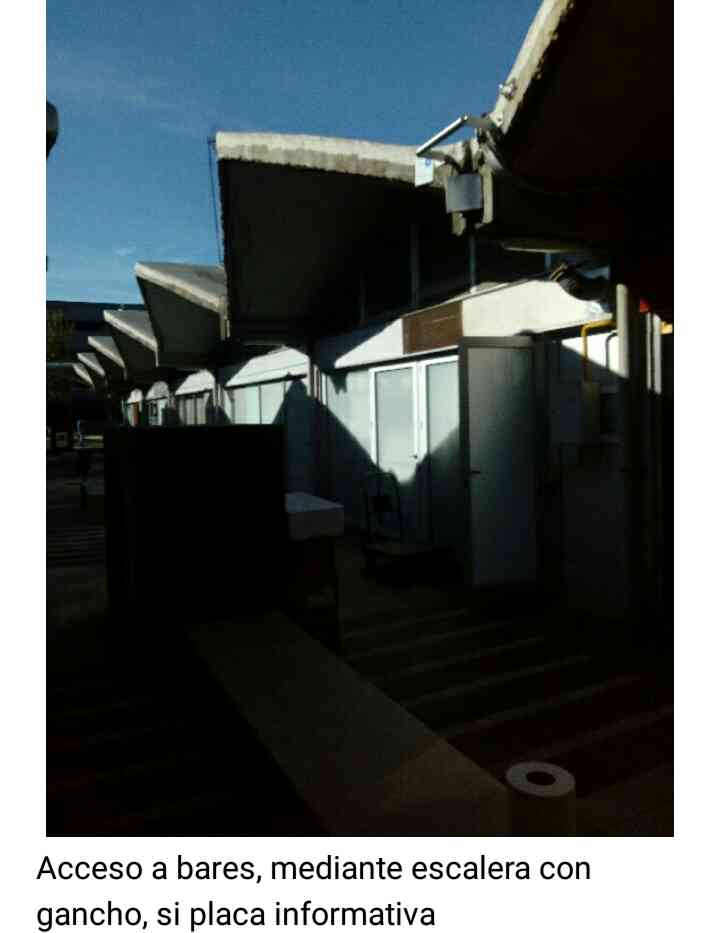 Acceso a bares, mediante escalera con
gancho, si placa informativa